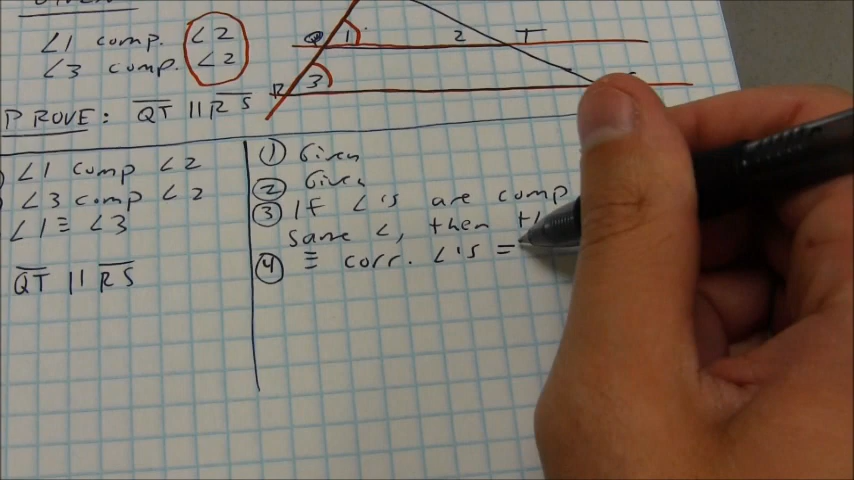 ∠1 comp. ∠2
∠3 comp. ∠2
PROVE: QT || RS
Q 1 2 T
3
R
∠1 comp ∠2
∠3 comp ∠2
∠1 ≡ ∠3
QT || RS
① Given
② Given
③ If ∠'s are comp
same ∠, then
④ ≡ corr. ∠'s =